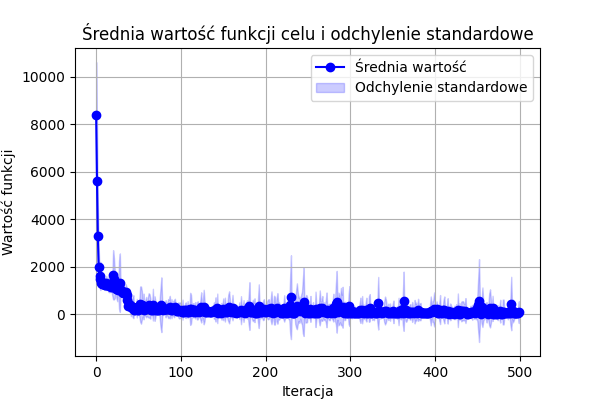 Średnia wartość funkcji celu i odchylenie standardowe
Średnia wartość
Odchylenie standardowe
Wartość funkcji
10000
8000
6000
4000
2000
0
0 100 200 300 400 500
Iteracja